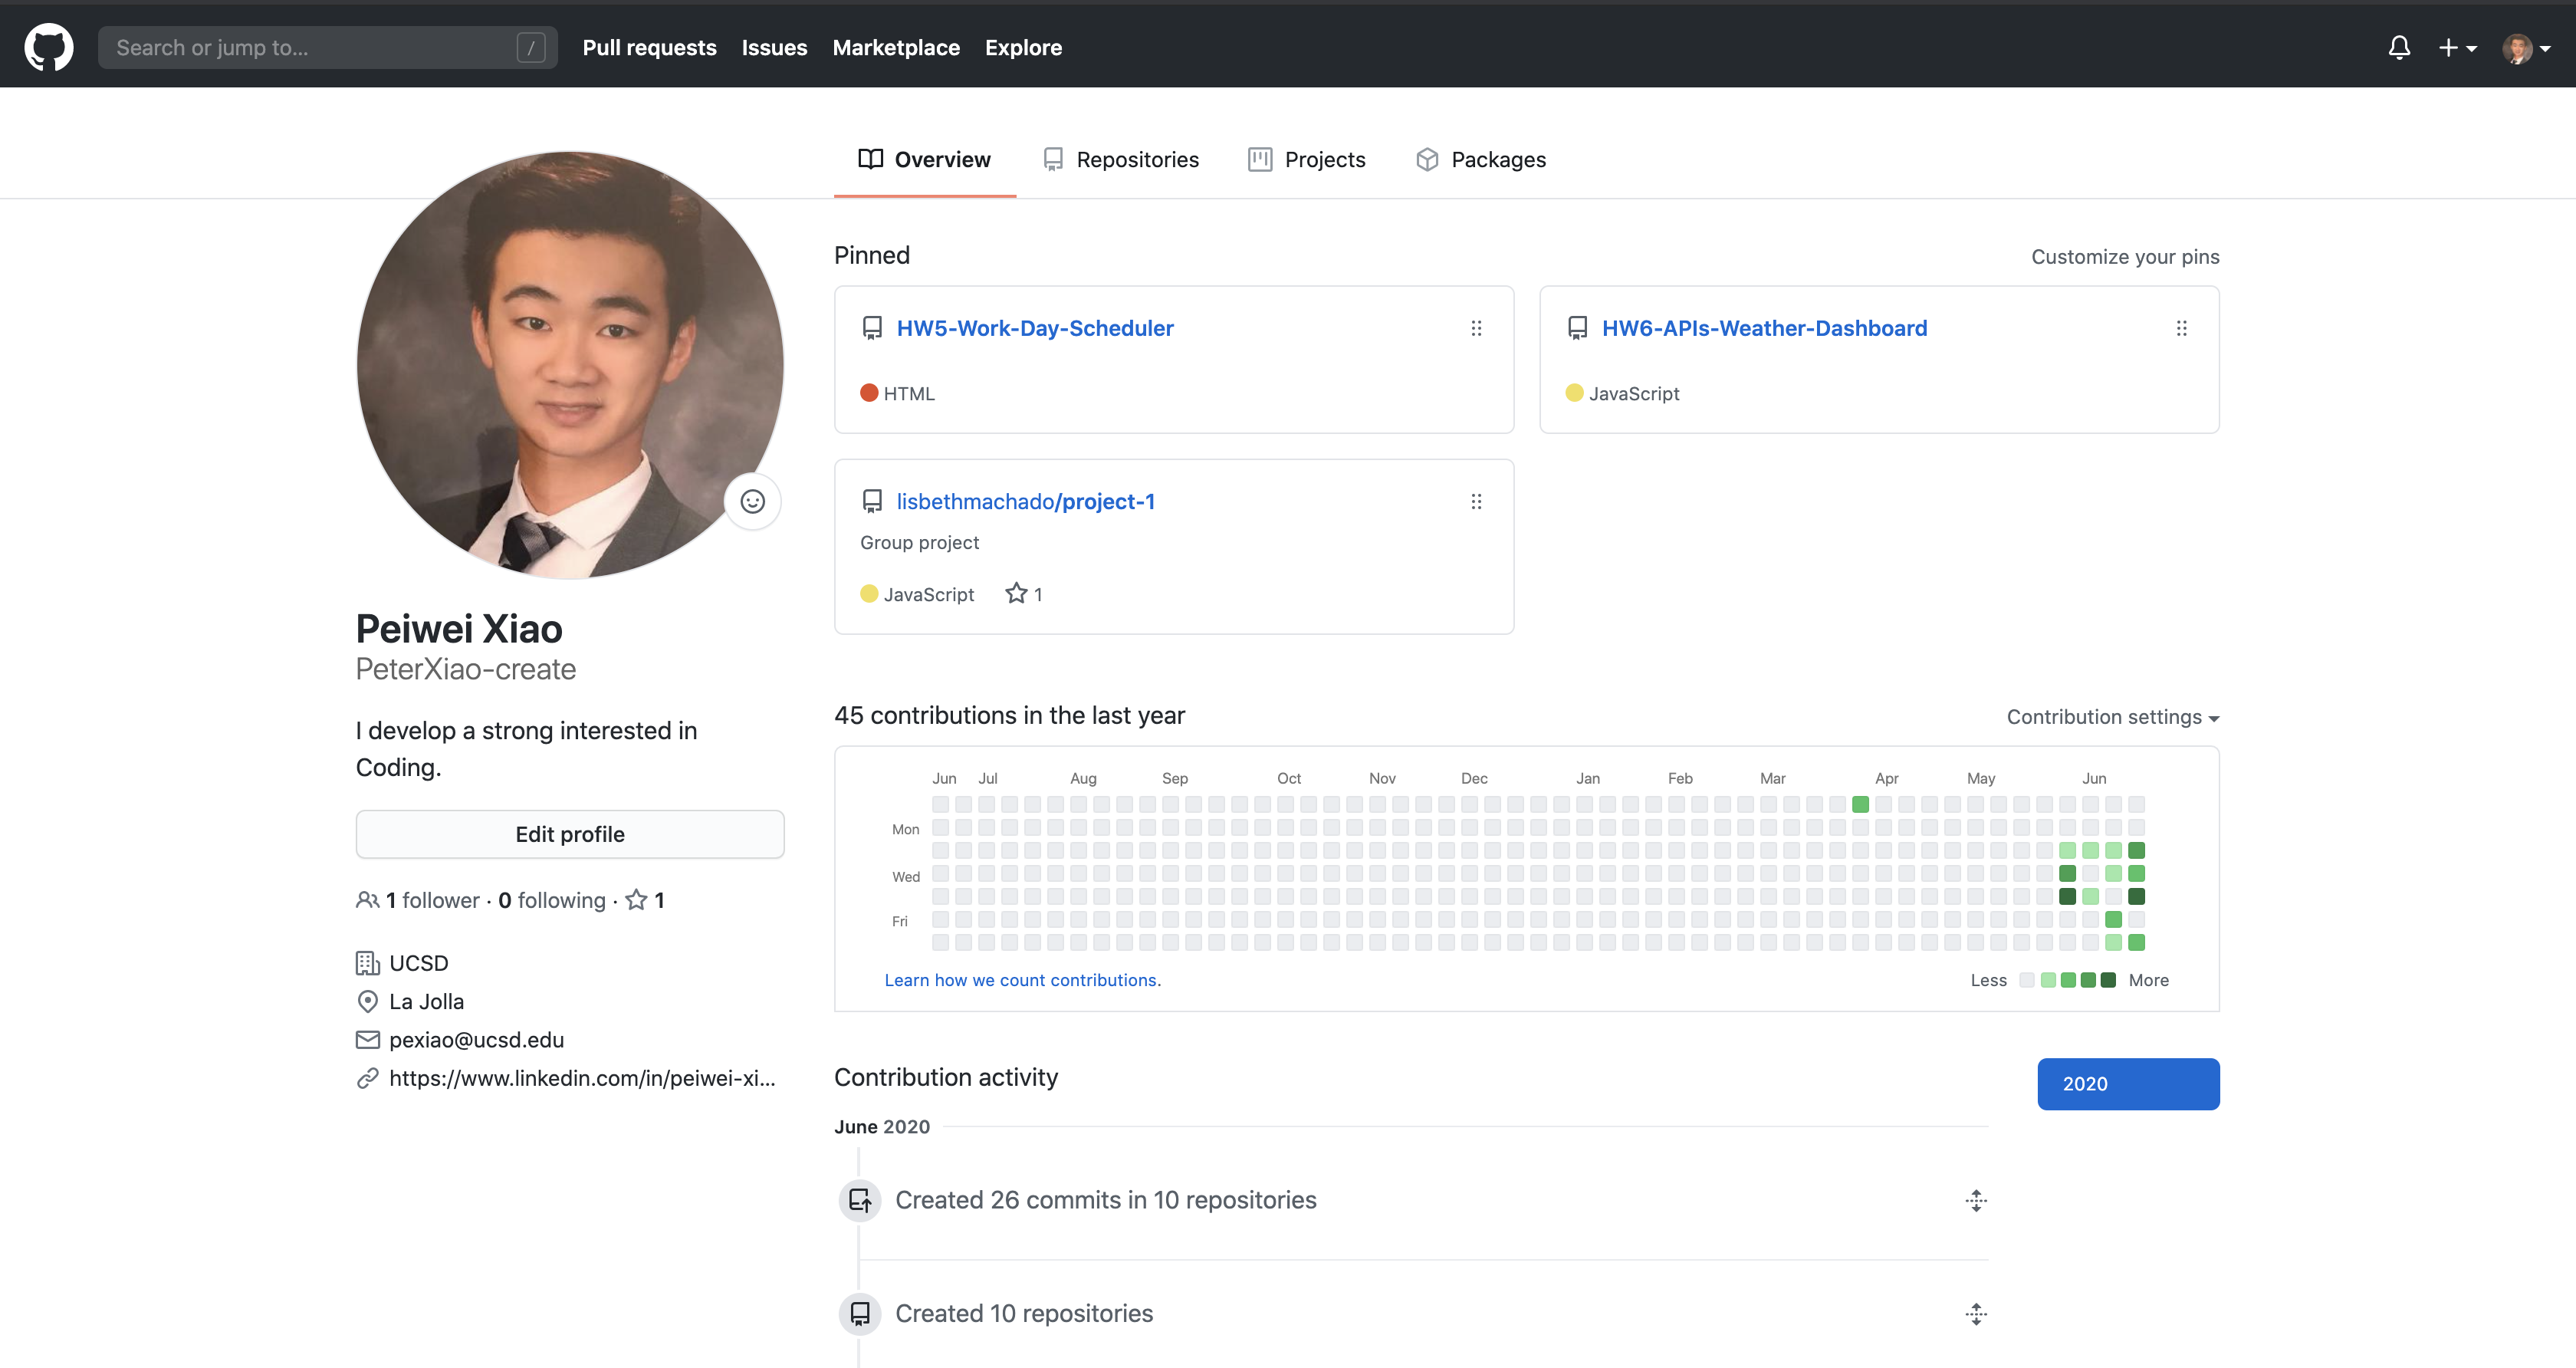 Search or jump to...
/
Pull requests
Issues
Marketplace
Explore
Overview
Repositories
Projects
Packages
Pinned
Customize your pins
HW5-Work-Day-Scheduler
HTML
HW6-APIs-Weather-Dashboard
JavaScript
lisbethmachado/project-1
Group project
JavaScript
1
Peiwei Xiao
PeterXiao-create
I develop a strong interested in
Coding.
Edit profile
1 follower · 0 following · 1
UCSD
La Jolla
pexiao@ucsd.edu
https://www.linkedin.com/in/peiwei-xi...
45 contributions in the last year
Contribution settings
Jun Jul Aug Sep Oct Nov Dec Jan Feb Mar Apr May Jun
Mon
Wed
Fri
Learn how we count contributions.
Less
More
Contribution activity
2020
June 2020
Created 26 commits in 10 repositories
Created 10 repositories